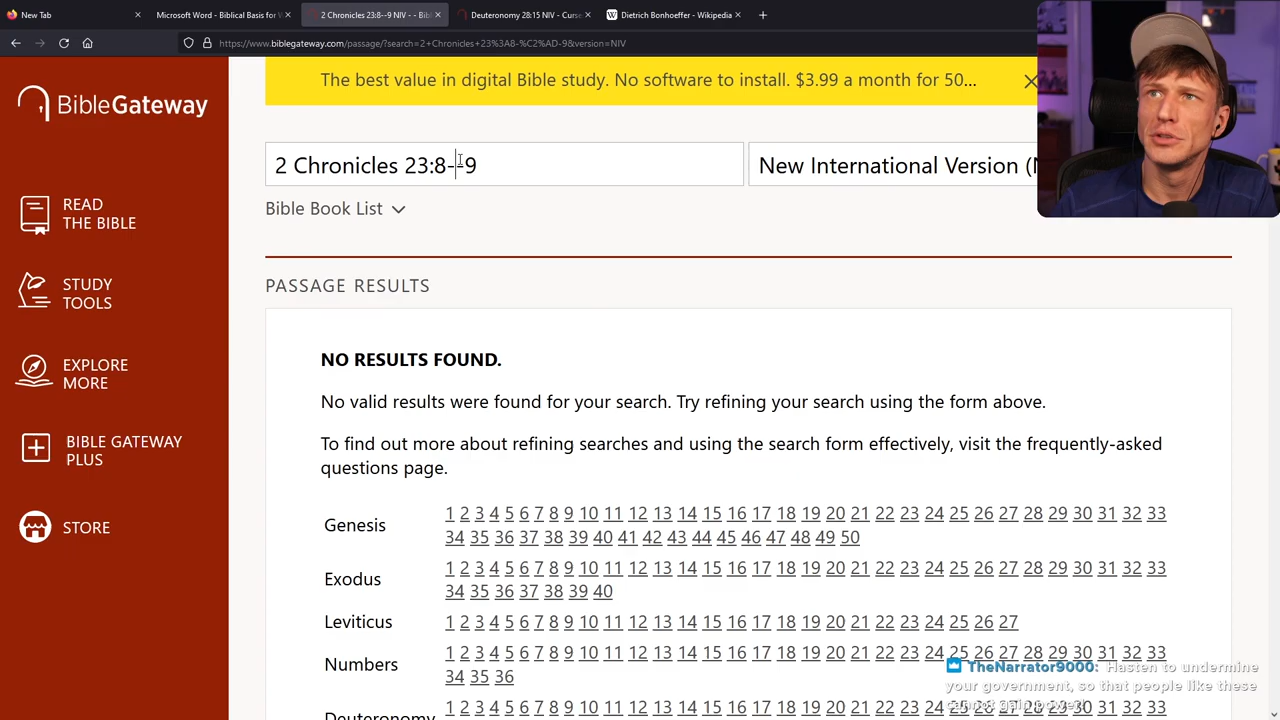 New Tab
Microsoft Word - Biblical Basis for W
2 Chronicles 23:8--9 NIV - - Bibl
Deuteronomy 28:15 NIV - Curse
Dietrich Bonhoeffer - Wikipedia
https://www.biblegateway.com/passage/?search=2+Chronicles+23%3A8-%C2%AD-9&version=NIV
The best value in digital Bible study. No software to install. $3.99 a month for 50...
BibleGateway
2 Chronicles 23:8--9
New International Version (N
Bible Book List
READ
THE BIBLE
STUDY
TOOLS
EXPLORE
MORE
BIBLE GATEWAY
PLUS
STORE
PASSAGE RESULTS
NO RESULTS FOUND.
No valid results were found for your search. Try refining your search using the form above.
To find out more about refining searches and using the search form effectively, visit the frequently-asked
questions page.
Genesis 1 2 3 4 5 6 7 8 9 10 11 12 13 14 15 16 17 18 19 20 21 22 23 24 25 26 27 28 29 30 31 32 33
34 35 36 37 38 39 40 41 42 43 44 45 46 47 48 49 50
Exodus 1 2 3 4 5 6 7 8 9 10 11 12 13 14 15 16 17 18 19 20 21 22 23 24 25 26 27 28 29 30 31 32 33
34 35 36 37 38 39 40
Leviticus 1 2 3 4 5 6 7 8 9 10 11 12 13 14 15 16 17 18 19 20 21 22 23 24 25 26 27
Numbers 1 2 3 4 5 6 7 8 9 10 11 12 13 14 15 16 17 18 19 20 21 22 23 24 25 26 27 28 29 30 31 32 33
34 35 36
Deuteronomy 1 2 3 4 5 6 7 8 9 10 11 12 13 14 15 16 17 18 19 20 21 22 23 24 25 26 27 28 29 30 31 32 33
TheNarrator9000: Hasten to undermine
your government, so that people like these
cannot gain power